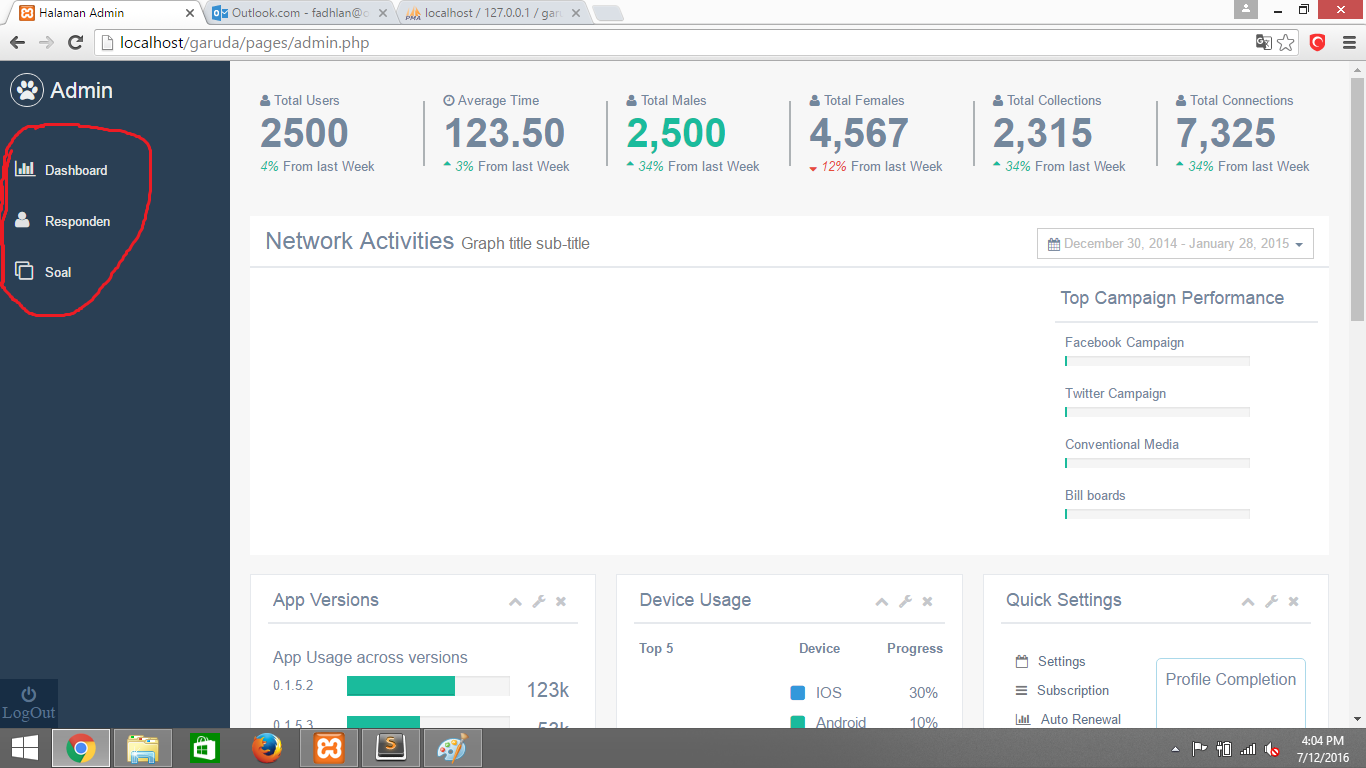 Halaman Admin
Outlook.com - fadhlan@o
localhost / 127.0.0.1 / garu
localhost/garuda/pages/admin.php
Admin
Dashboard
Responden
Soal
LogOut
Total Users
2500
4% From last Week
Average Time
123.50
3% From last Week
Total Males
2,500
34% From last Week
Total Females
4,567
12% From last Week
Total Collections
2,315
34% From last Week
Total Connections
7,325
34% From last Week
Network Activities Graph title sub-title
December 30, 2014 - January 28, 2015
Top Campaign Performance
Facebook Campaign
Twitter Campaign
Conventional Media
Bill boards
App Versions
App Usage across versions
0.1.5.2 123k
0.1.5.3 53k
Device Usage
Top 5 Device Progress
IOS 30%
Android 10%
Quick Settings
Settings
Subscription
Auto Renewal
Profile Completion
4:04 PM
7/12/2016